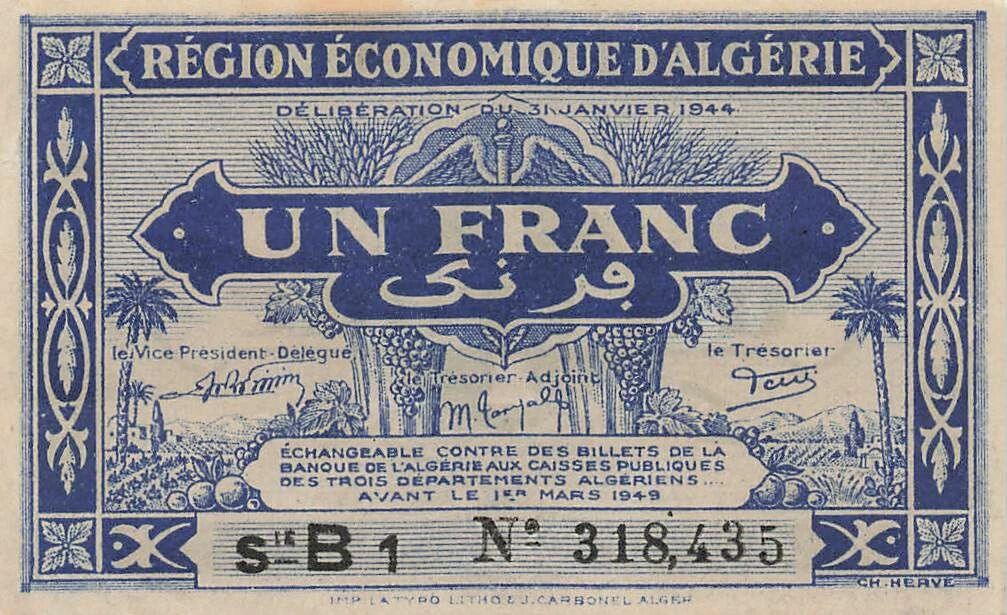 RÉGION ÉCONOMIQUE D'ALGÉRIE
DÉLIBÉRATION DU 31 JANVIER 1944
UN FRANC
فرنك
le Vice Président-Délégué
le Trésorier-Adjoint
le Trésorier
ÉCHANGEABLE CONTRE DES BILLETS DE LA
BANQUE DE L'ALGÉRIE AUX CAISSES PUBLIQUES
DES TROIS DÉPARTEMENTS ALGÉRIENS....
AVANT LE 1ER MARS 1949
SIE B 1 No 318,435
CH. HERVÉ
IMP. LA TYPO LITHO & J. CARBONEL ALGER